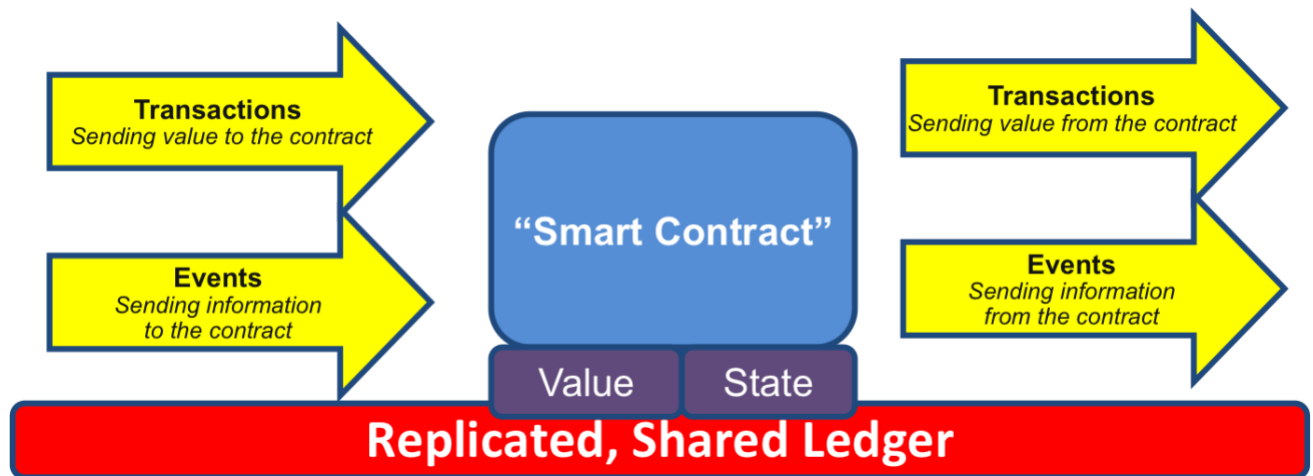 Transactions
Sending value to the contract
Events
Sending information
to the contract
“Smart Contract”
Value
State
Transactions
Sending value from the contract
Events
Sending information
from the contract
Replicated, Shared Ledger